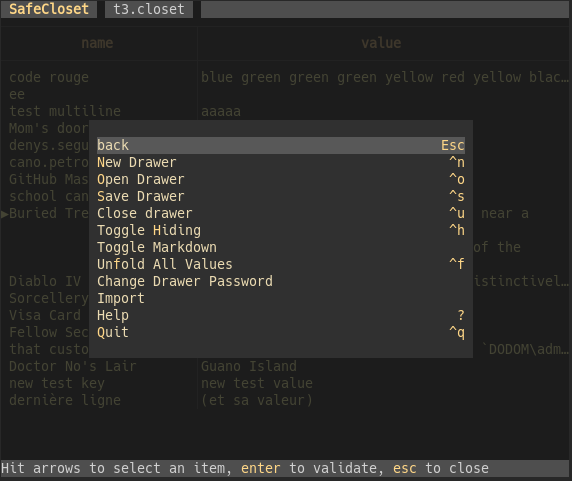 SafeCloset t3.closet
name value
code rouge blue green green green yellow red yellow blac…
ee
test multiline aaaaa
Mom's door
back Esc
denys.segu
New Drawer ^n
cano.petro
Open Drawer ^o
GitHub Mas
Save Drawer ^s
school can
Close drawer ^u
▶Buried Tre near a
Toggle Hiding ^h
Toggle Markdown of the
Unfold All Values ^f
Diablo IV istinctivel…
Change Drawer Password
Sorcellery
Import
Visa Card
Help ?
Fellow Sec
Quit ^q
that custo `DODOM\adm…
Doctor No's Lair Guano Island
new test key new test value
dernière ligne (et sa valeur)
Hit arrows to select an item, enter to validate, esc to close